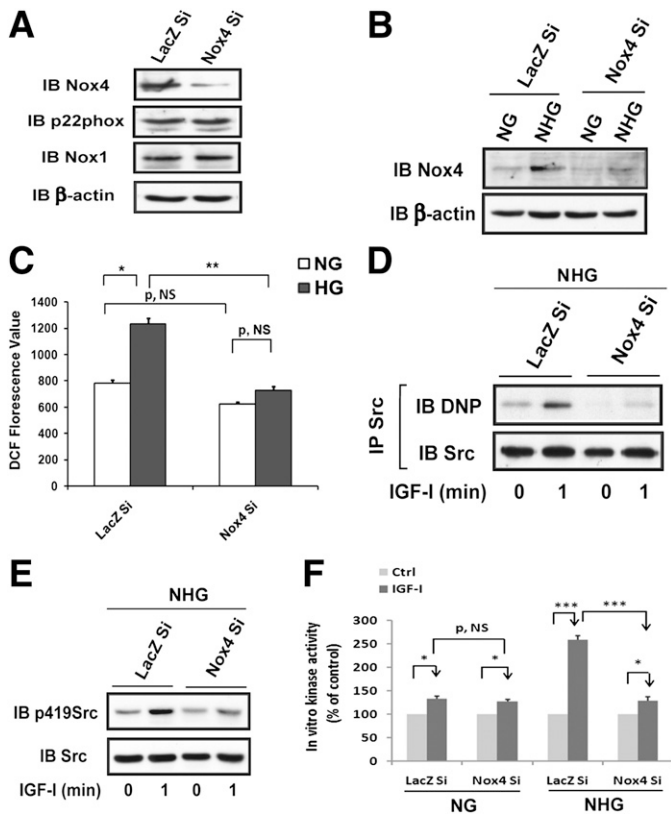 A
LacZ Si
Nox4 Si
IB Nox4
IB p22phox
IB Nox1
IB β-actin
B
LacZ Si
Nox4 Si
NG
NHG
NG
NHG
IB Nox4
IB β-actin
C
NG
HG
*
**
p, NS
p, NS
DCF Florescence Value
1400
1200
1000
800
600
400
200
0
LacZ Si
Nox4 Si
D
NHG
LacZ Si
Nox4 Si
IP Src
IB DNP
IB Src
IGF-I (min) 0 1 0 1
E
NHG
LacZ Si
Nox4 Si
IB p419Src
IB Src
IGF-I (min) 0 1 0 1
F
Ctrl
IGF-I
In vitro kinase activity
(% of control)
300
250
200
150
100
50
0
p, NS
* *
*** ***
*
LacZ Si Nox4 Si LacZ Si Nox4 Si
NG NHG